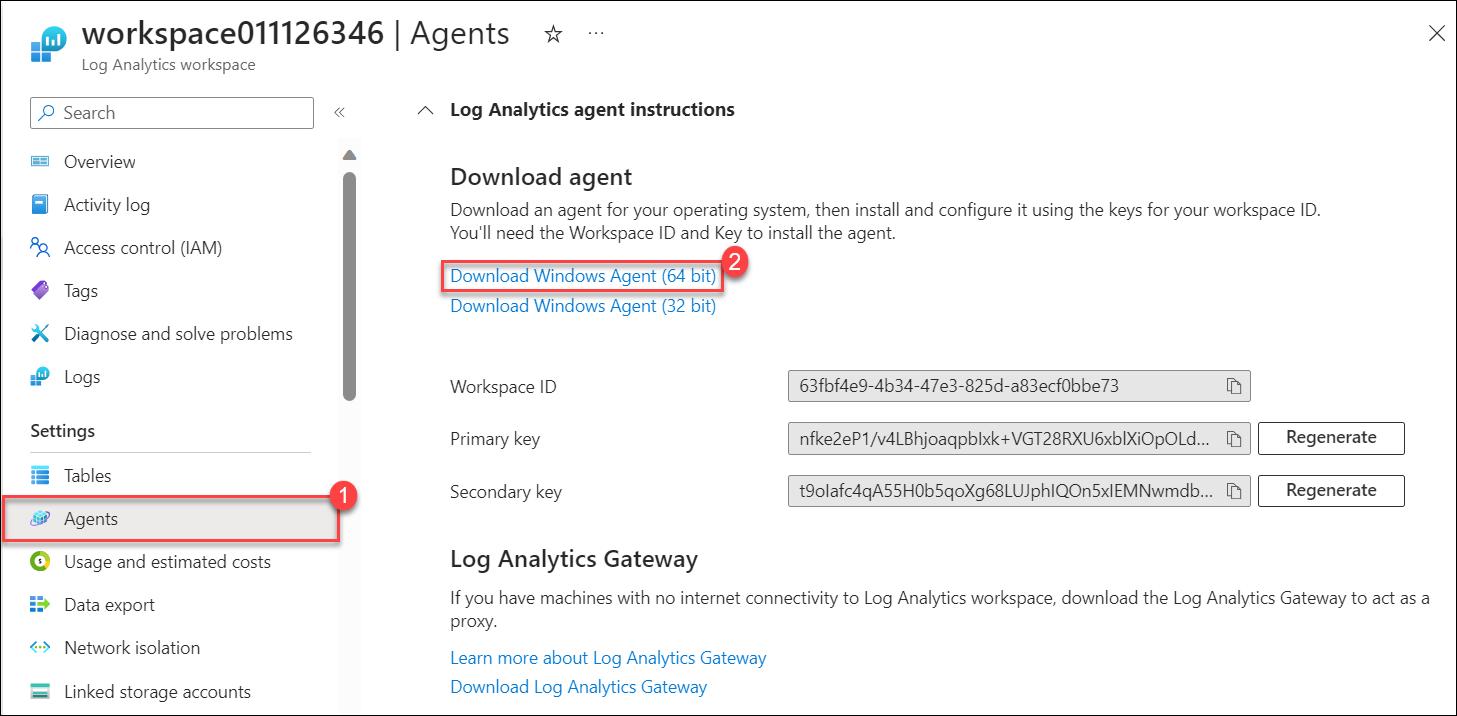 workspace011126346 | Agents ☆ ...
Log Analytics workspace
Search «
Overview
Activity log
Access control (IAM)
Tags
Diagnose and solve problems
Logs
Settings
Tables
1
Agents
Usage and estimated costs
Data export
Network isolation
Linked storage accounts
Log Analytics agent instructions
Download agent
Download an agent for your operating system, then install and configure it using the keys for your workspace ID.
You'll need the Workspace ID and Key to install the agent.
2
Download Windows Agent (64 bit)
Download Windows Agent (32 bit)
Workspace ID 63fbf4e9-4b34-47e3-825d-a83ecf0bbe73
Primary key nfke2eP1/v4LBhjoaqpbIxk+VGT28RXU6xblXiOpOLd... Regenerate
Secondary key t9oIafc4qA55H0b5qoXg68LUJphIQOn5xIEMNwmdb... Regenerate
Log Analytics Gateway
If you have machines with no internet connectivity to Log Analytics workspace, download the Log Analytics Gateway to act as a
proxy.
Learn more about Log Analytics Gateway
Download Log Analytics Gateway